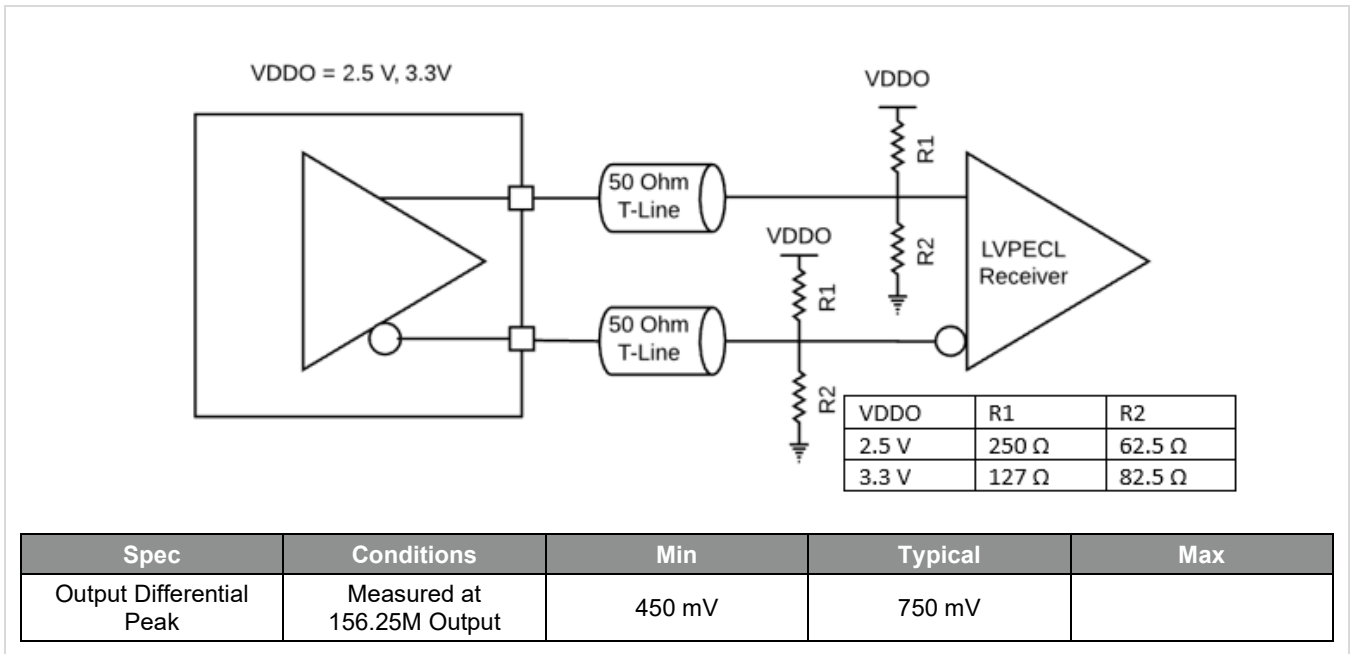 VDDO = 2.5 V, 3.3V
VDDO
R1
50 Ohm
T-Line
R2
LVPECL
Receiver
VDDO
R1
50 Ohm
T-Line
R2
VDDO R1 R2
2.5 V 250 Ω 62.5 Ω
3.3 V 127 Ω 82.5 Ω
Spec Conditions Min Typical Max
Output Differential
Peak
Measured at
156.25M Output
450 mV
750 mV